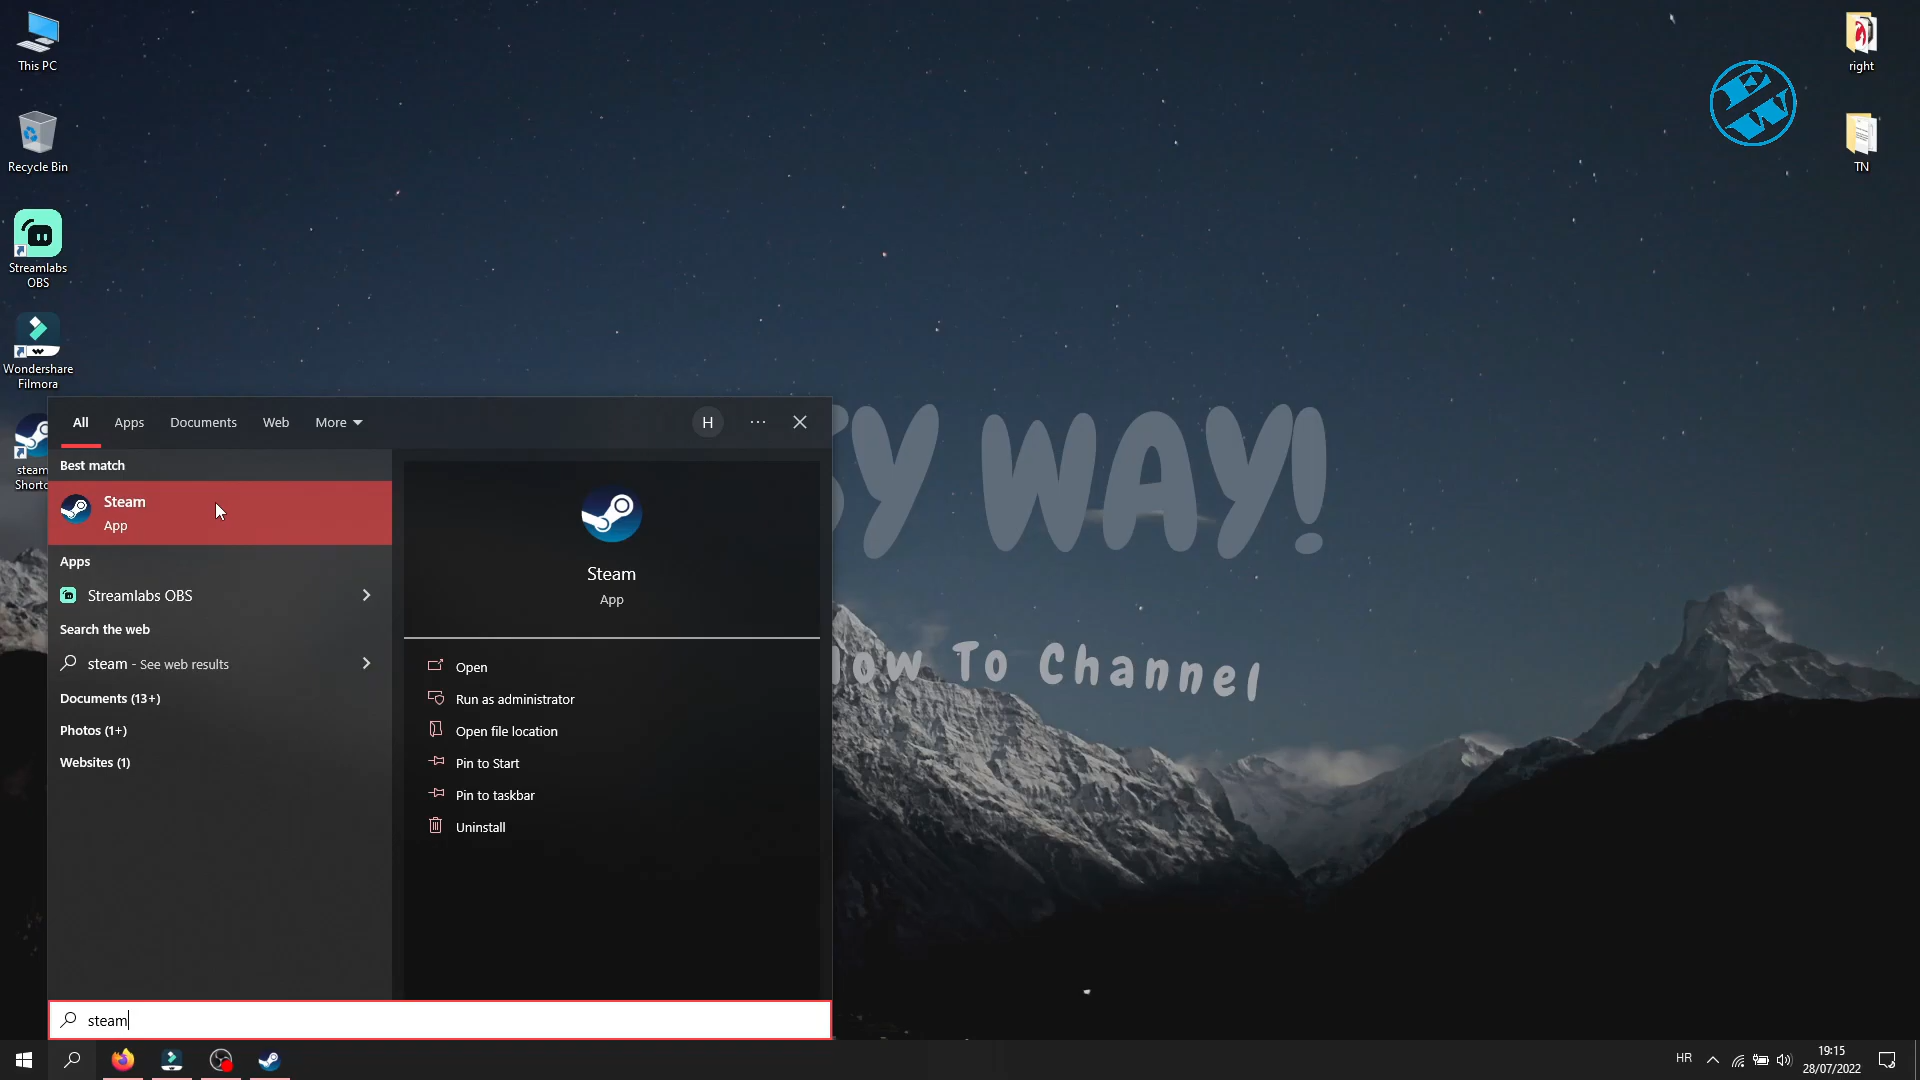 This PC
Recycle Bin
Streamlabs
OBS
Wondershare
Filmora
steam
Shortc
right
TN
All
Apps
Documents
Web
More
H
Best match
Steam
App
Apps
Streamlabs OBS
Search the web
steam - See web results
Documents (13+)
Photos (1+)
Websites (1)
Steam
App
Open
Run as administrator
Open file location
Pin to Start
Pin to taskbar
Uninstall
SY WAY!
How To Channel
steam
HR
19:15
28/07/2022